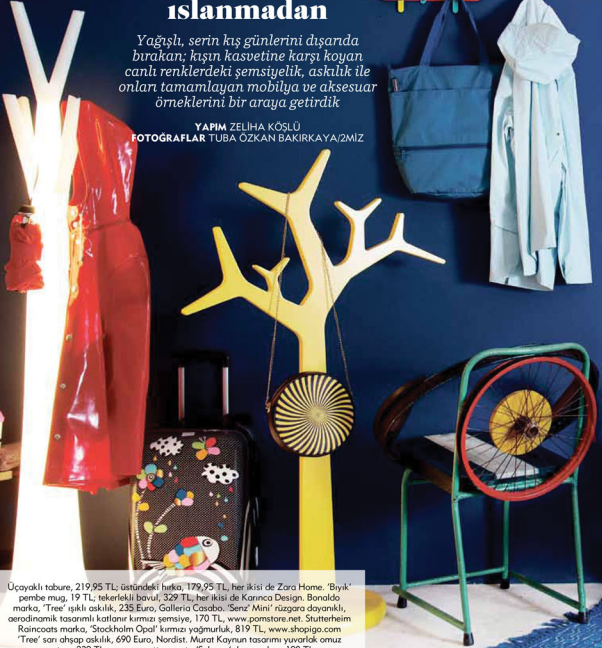 ıslanmadan
Yağışlı, serin kış günlerini dışarıda
bırakan; kışın kasvetine karşı koyan
canlı renklerdeki şemsiyelik, askılık ile
onları tamamlayan mobilya ve aksesuar
örneklerini bir araya getirdik
YAPIM ZELİHA KÖŞLÜ
FOTOĞRAFLAR TUBA ÖZKAN BAKIRKAYA/2MİZ
Üçayaklı tabure, 219,95 TL; üstündeki hırka, 179,95 TL, her ikisi de Zara Home. ‘Bıyık’
pembe mug, 19 TL; tekerlekli bavul, 329 TL, her ikisi de Karınca Design. Bonaldo
marka, ‘Tree’ ışıklı askılık, 235 Euro, Galleria Casabo. ‘Senz° Mini’ rüzgara dayanıklı,
aerodinamik tasarımlı katlanır kırmızı şemsiye, 170 TL, www.pomstore.net. Stutterheim
Raincoats marka, ‘Stockholm Opal’ kırmızı yağmurluk, 819 TL, www.shopigo.com
‘Tree’ sarı ahşap askılık, 690 Euro, Nordist. Murat Kaynun tasarımı yuvarlak omuz